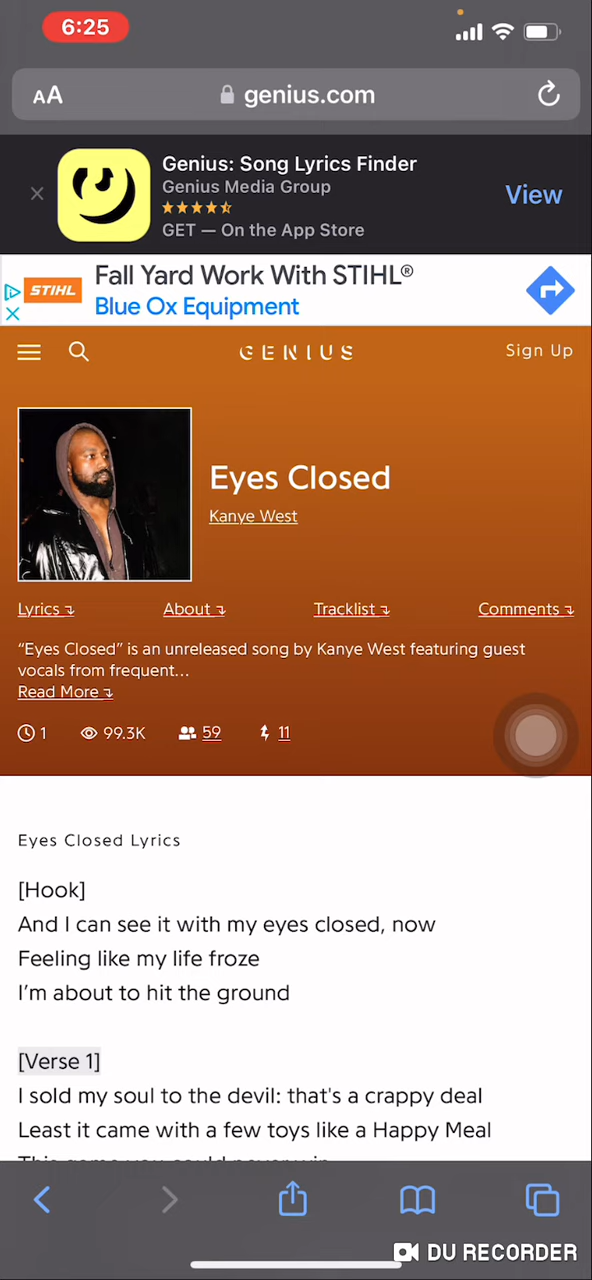 6:25
AA genius.com
Genius: Song Lyrics Finder
Genius Media Group
GET — On the App Store
View
STIHL
Fall Yard Work With STIHL®
Blue Ox Equipment
GENIUS
Sign Up
Eyes Closed
Kanye West
Lyrics
About
Tracklist
Comments
“Eyes Closed” is an unreleased song by Kanye West featuring guest
vocals from frequent...
Read More
1 99.3K 59 11
Eyes Closed Lyrics
[Hook]
And I can see it with my eyes closed, now
Feeling like my life froze
I’m about to hit the ground
[Verse 1]
I sold my soul to the devil: that's a crappy deal
Least it came with a few toys like a Happy Meal
DU RECORDER